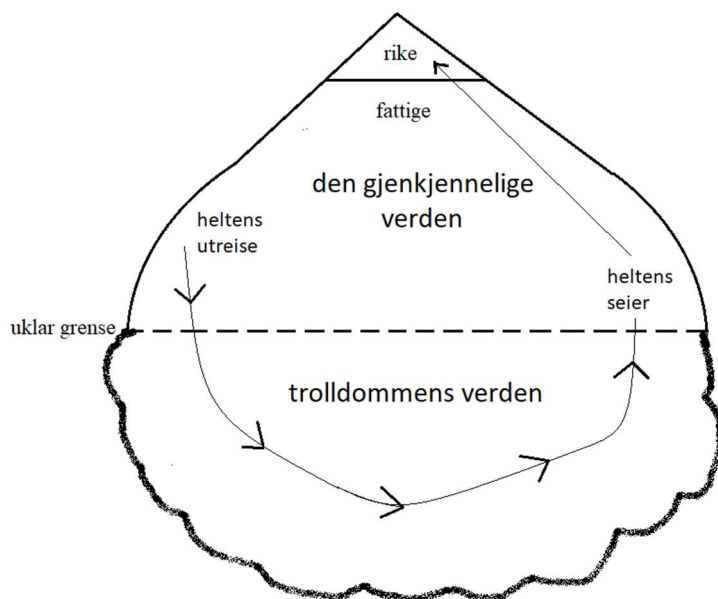 rike
fattige
den gjenkjennelige
verden
heltens
utreise
heltens
seier
uklar grense
trolldommens verden